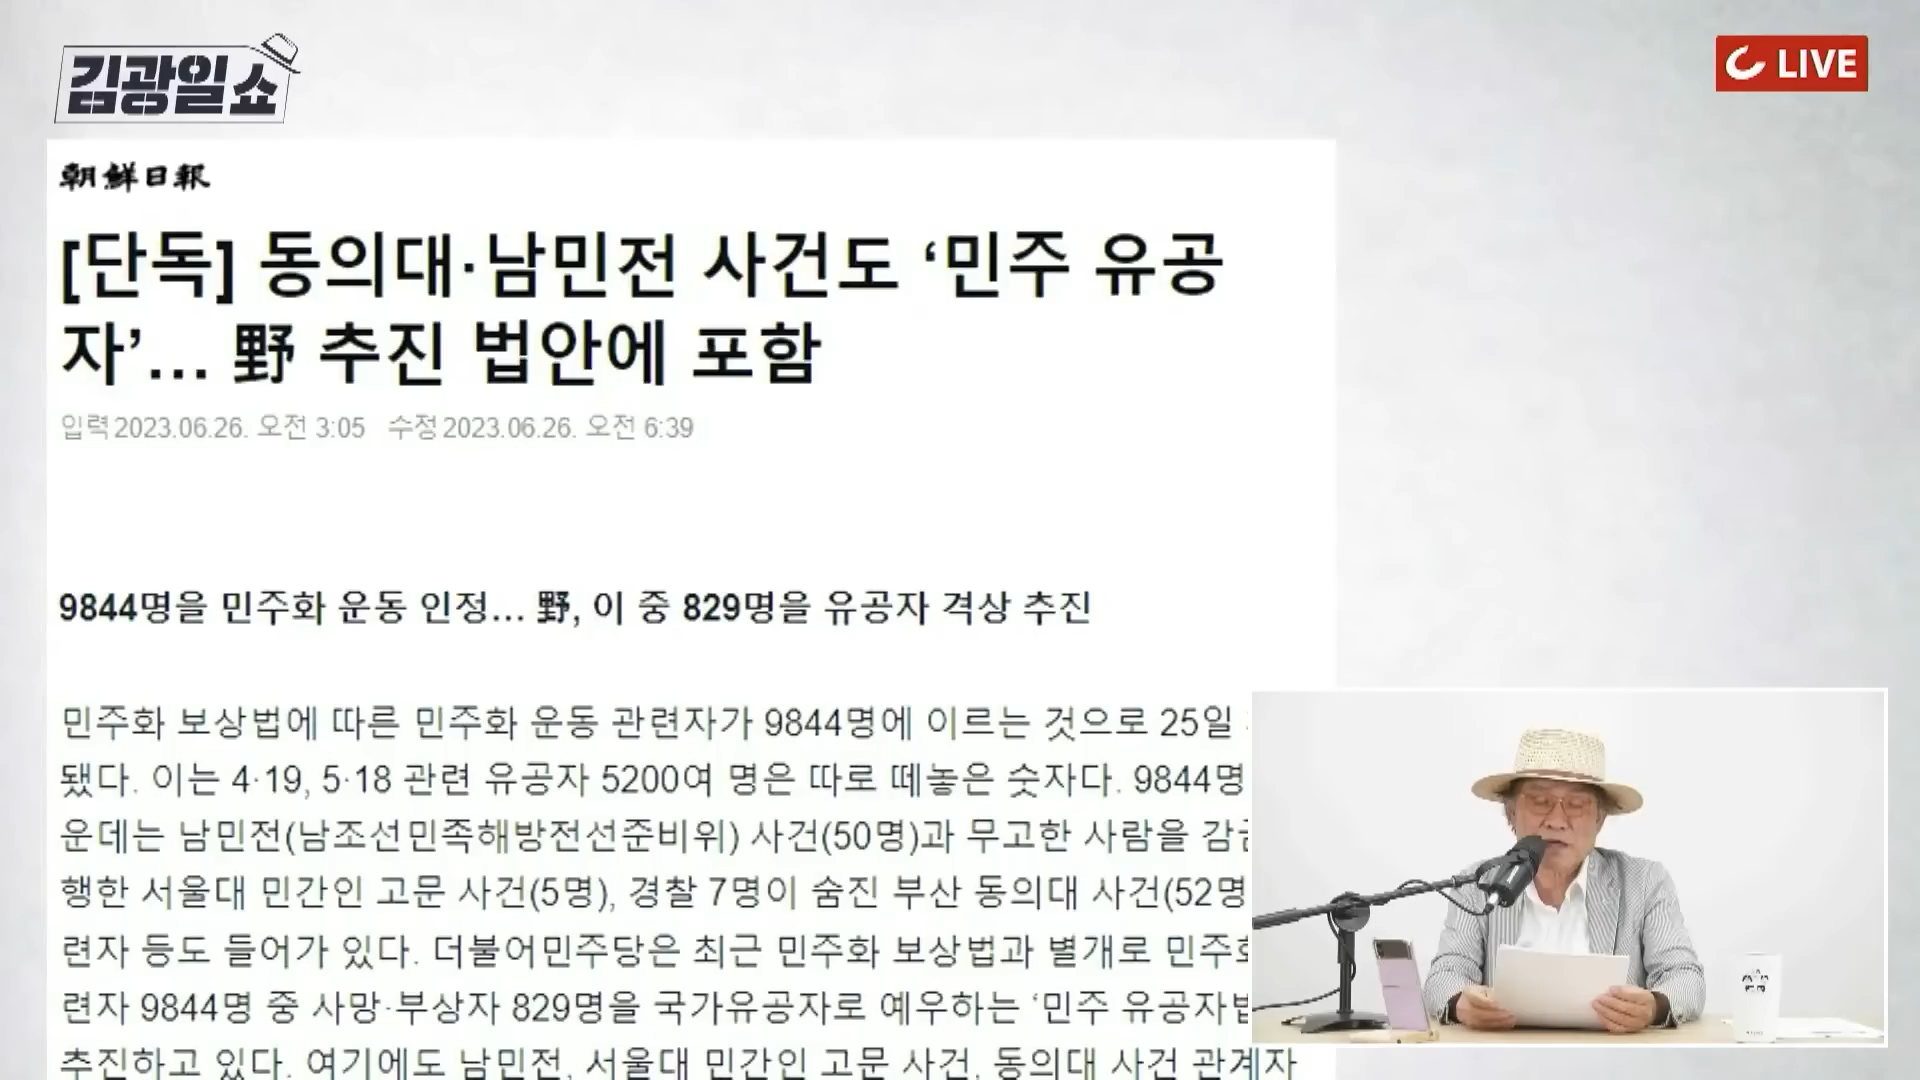 김광일쇼
LIVE
朝鮮日報
[단독] 동의대·남민전 사건도 ‘민주 유공
자’… 野 추진 법안에 포함
입력 2023.06.26. 오전 3:05 수정 2023.06.26. 오전 6:39
9844명을 민주화 운동 인정… 野, 이 중 829명을 유공자 격상 추진
민주화 보상법에 따른 민주화 운동 관련자가 9844명에 이르는 것으로 25일
됐다. 이는 4·19, 5·18 관련 유공자 5200여 명은 따로 떼놓은 숫자다. 9844명
운데는 남민전(남조선민족해방전선준비위) 사건(50명)과 무고한 사람을
행한 서울대 민간인 고문 사건(5명), 경찰 7명이 숨진 부산 동의대 사건(52명
련자 등도 들어가 있다. 더불어민주당은 최근 민주화 보상법과 별개로
련자 9844명 중 사망·부상자 829명을 국가유공자로 예우하는 ‘민주
추진하고 있다. 여기에도 남민전, 서울대 민간인 고문 사건, 동의대 사건 관계자